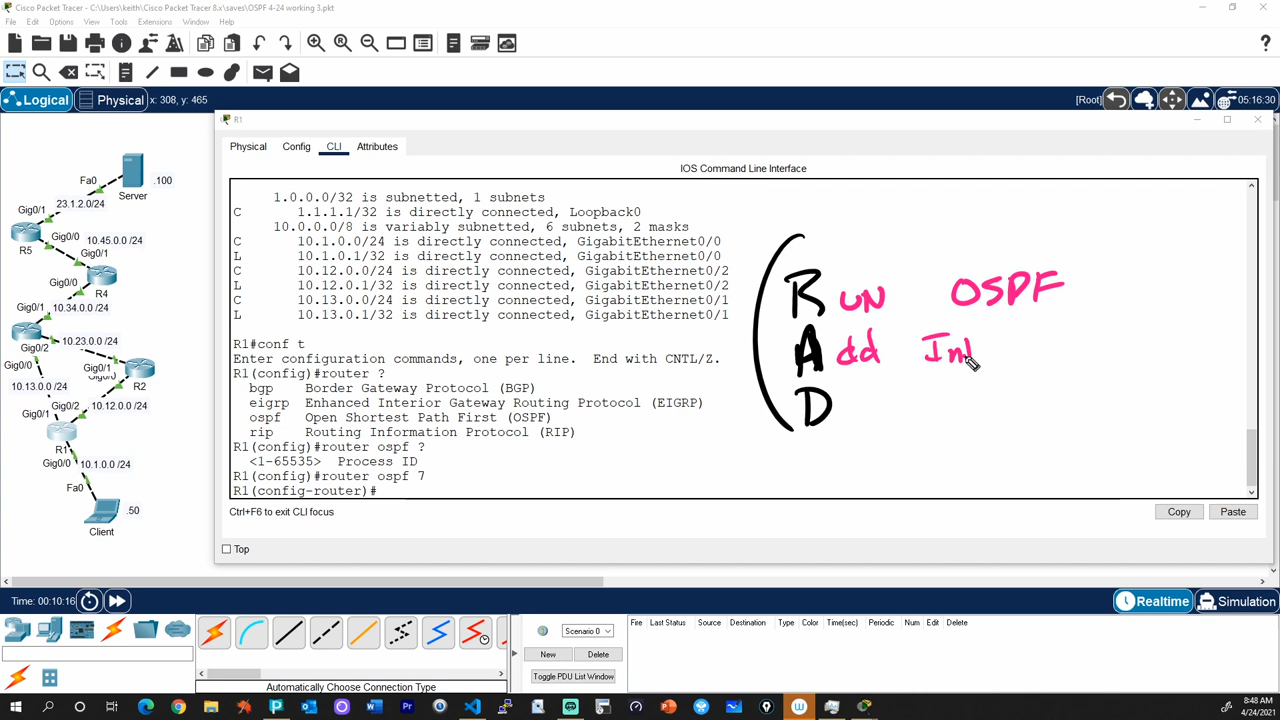 Cisco Packet Tracer - C:\Users\keith\Cisco Packet Tracer 8.x\saves\OSPF 4-24 working 3.pkt
File Edit Options View Tools Extensions Window Help
Logical Physical x: 308, y: 465
[Root] 05:16:30
R1
Physical Config CLI Attributes
IOS Command Line Interface
1.0.0.0/32 is subnetted, 1 subnets
C 1.1.1.1/32 is directly connected, Loopback0
10.0.0.0/8 is variably subnetted, 6 subnets, 2 masks
C 10.1.0.0/24 is directly connected, GigabitEthernet0/0
L 10.1.0.1/32 is directly connected, GigabitEthernet0/0
C 10.12.0.0/24 is directly connected, GigabitEthernet0/2
L 10.12.0.1/32 is directly connected, GigabitEthernet0/2
C 10.13.0.0/24 is directly connected, GigabitEthernet0/1
L 10.13.0.1/32 is directly connected, GigabitEthernet0/1
R1#conf t
Enter configuration commands, one per line. End with CNTL/Z.
R1(config)#router ?
bgp Border Gateway Protocol (BGP)
eigrp Enhanced Interior Gateway Routing Protocol (EIGRP)
ospf Open Shortest Path First (OSPF)
rip Routing Information Protocol (RIP)
R1(config)#router ospf ?
<1-65535> Process ID
R1(config)#router ospf 7
R1(config-router)#
Run OSPF
Add Int
D
Ctrl+F6 to exit CLI focus
Copy Paste
Top
Fa0
.100
Server
23.1.2.0/24
Gig0/1
R5
Gig0/0
10.45.0.0/24
Gig0/1
R4
Gig0/0
Gig0/1
10.34.0.0/24
Gig0/2
10.23.0.0/24
R2
10.13.0.0/24
Gig0/1
Gig0/2
10.12.0.0/24
R1
Gig0/0
10.1.0.0 /24
Fa0
.50
Client
Time: 00:10:16
Realtime Simulation
Scenario 0
New Delete
Toggle PDU List Window
Fire Last Status Source Destination Type Color Time(sec) Periodic Num Edit Delete
Automatically Choose Connection Type
8:48 AM
4/24/2021